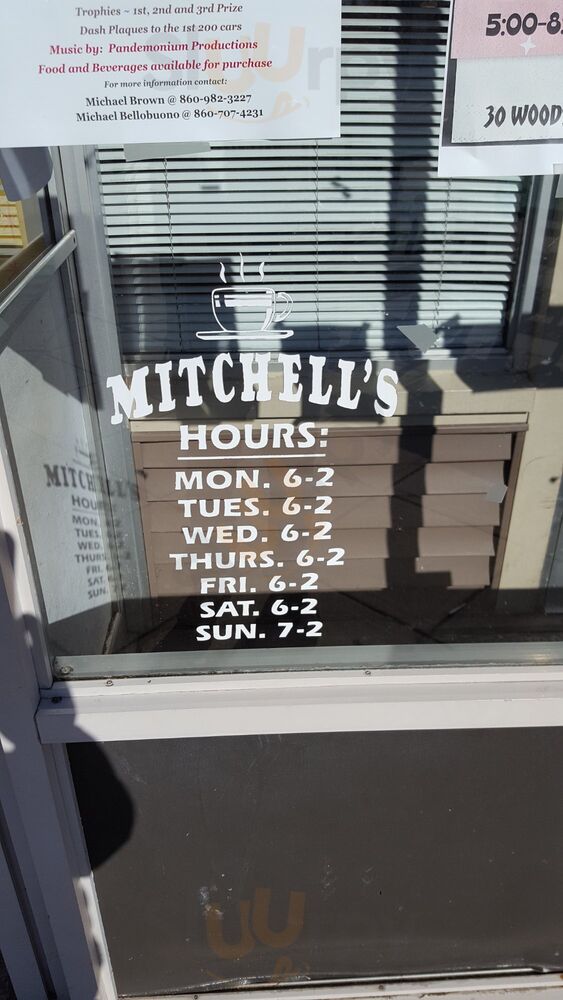 Trophies ~ 1st, 2nd and 3rd Prize
Dash Plaques to the 1st 200 cars
Music by: Pandemonium Productions
Food and Beverages available for purchase
For more information contact:
Michael Brown @ 860-982-3227
Michael Bellobuono @ 860-707-4231
5:00-8
30 WOOD
MITCHELL'S
HOURS:
MON. 6-2
TUES. 6-2
WED. 6-2
THURS. 6-2
FRI. 6-2
SAT. 6-2
SUN. 7-2